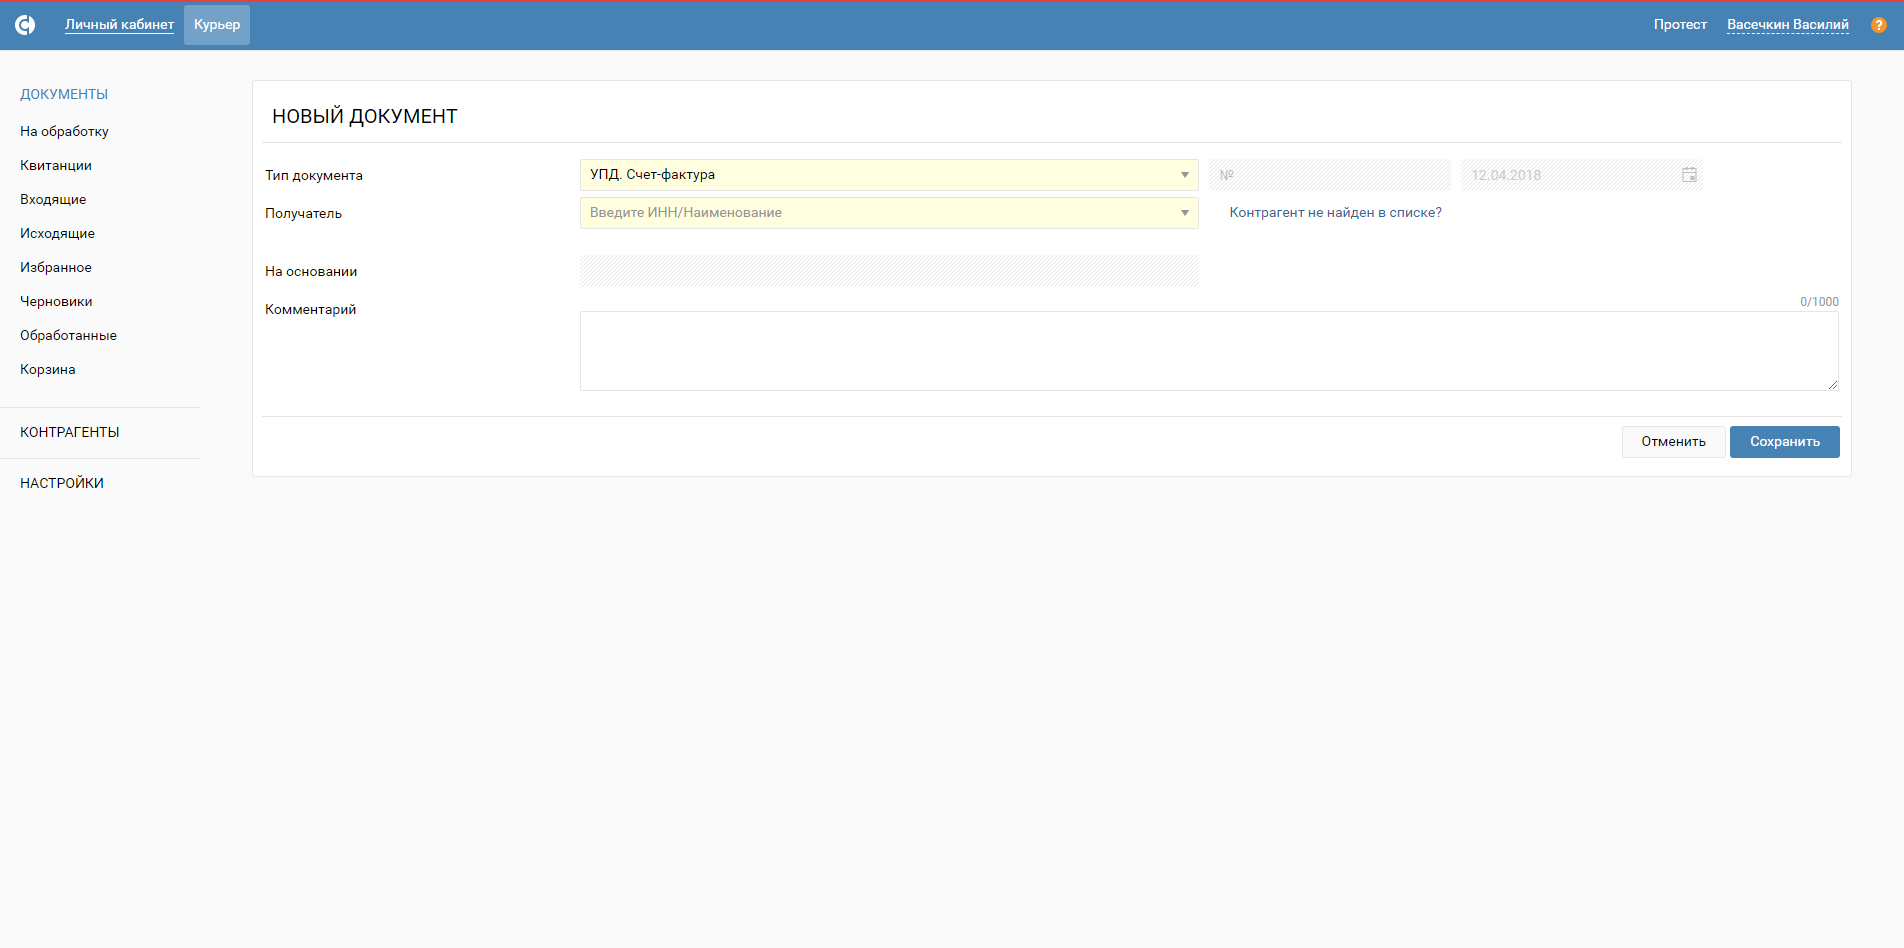 Личный кабинет Курьер Протест Васечкин Василий ?
ДОКУМЕНТЫ
На обработку
Квитанции
Входящие
Исходящие
Избранное
Черновики
Обработанные
Корзина
КОНТРАГЕНТЫ
НАСТРОЙКИ
НОВЫЙ ДОКУМЕНТ
Тип документа УПД. Счет-фактура № 12.04.2018
Получатель Введите ИНН/Наименование Контрагент не найден в списке?
На основании
Комментарий 0/1000
Отменить Сохранить